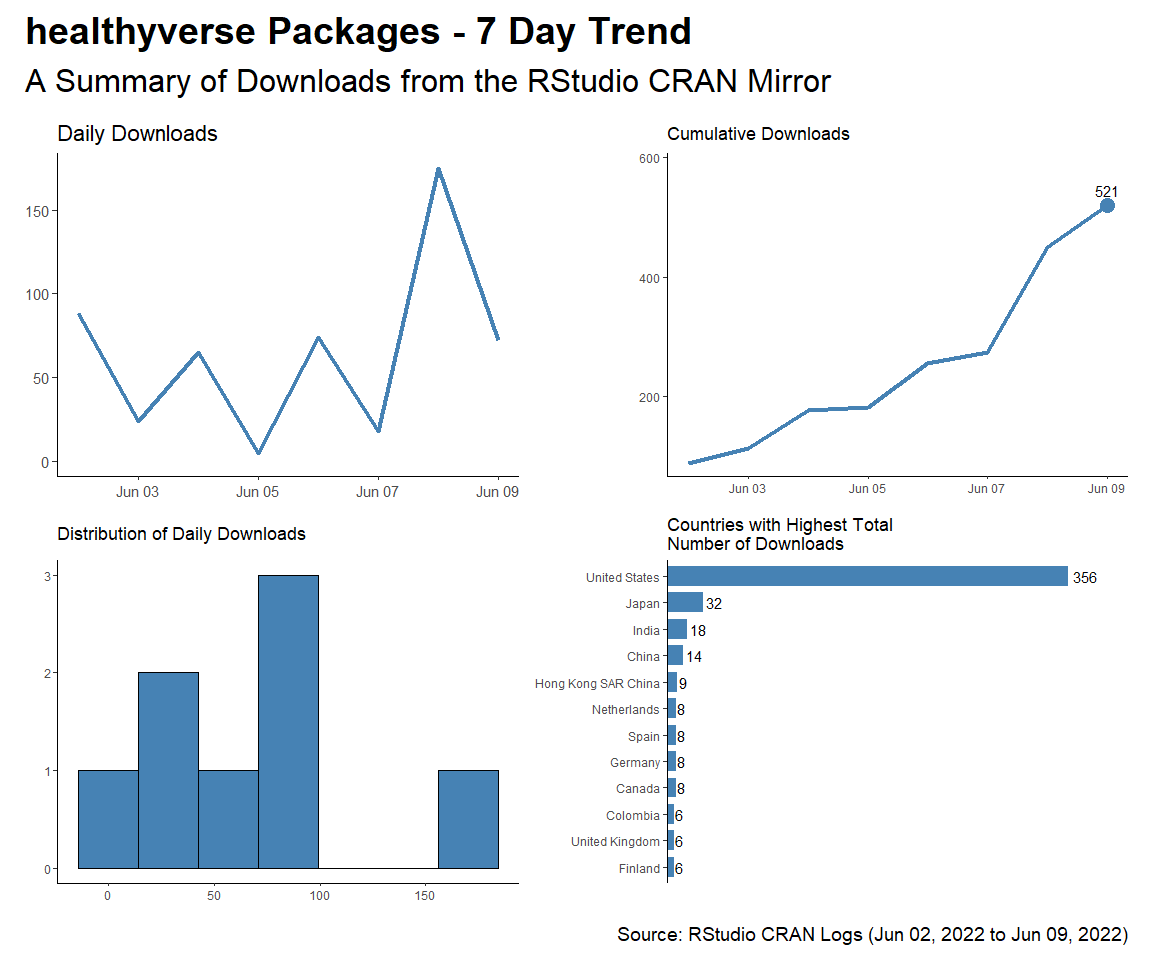 healthyverse Packages - 7 Day Trend
A Summary of Downloads from the RStudio CRAN Mirror
Daily Downloads
150
100
50
0
Jun 03 Jun 05 Jun 07 Jun 09
Cumulative Downloads
600
400
200
521
Jun 03 Jun 05 Jun 07 Jun 09
Distribution of Daily Downloads
3
2
1
0
0 50 100 150
Countries with Highest Total
Number of Downloads
United States 356
Japan 32
India 18
China 14
Hong Kong SAR China 9
Netherlands 8
Spain 8
Germany 8
Canada 8
Colombia 6
United Kingdom 6
Finland 6
Source: RStudio CRAN Logs (Jun 02, 2022 to Jun 09, 2022)